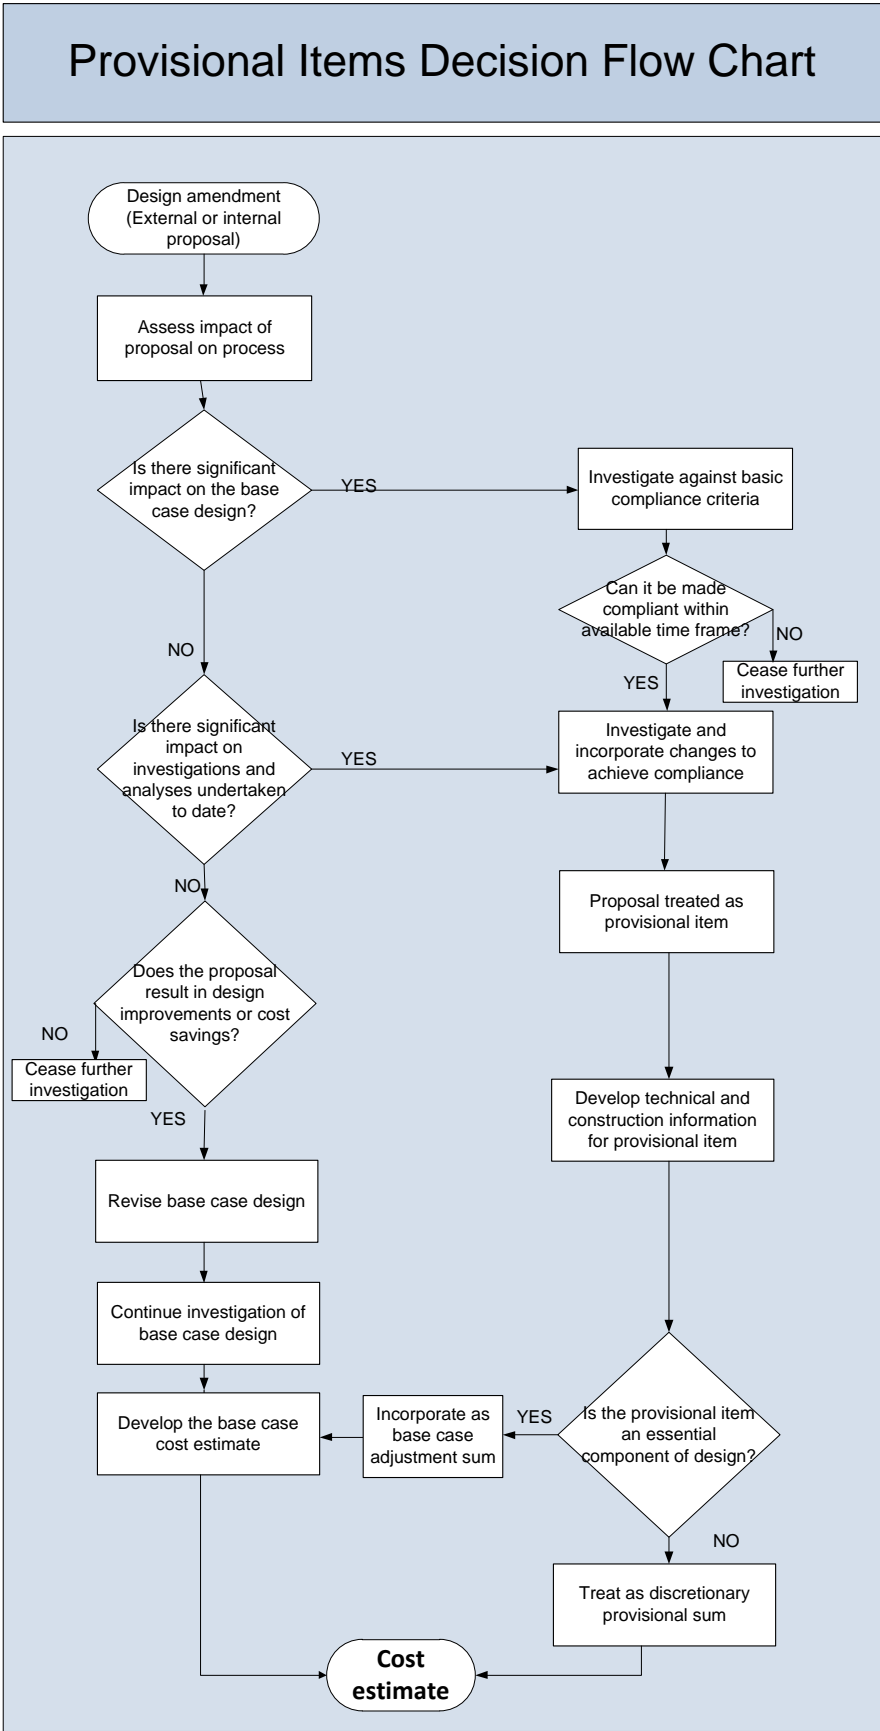 Provisional Items Decision Flow Chart
Design amendment
(External or internal
proposal)
Assess impact of
proposal on process
Is there significant
impact on the base
case design?
YES
Investigate against basic
compliance criteria
Can it be made
compliant within
available time frame?
NO
Cease further
investigation
YES
NO
Is there significant
impact on
investigations and
analyses undertaken
to date?
YES
Investigate and
incorporate changes to
achieve compliance
Proposal treated as
provisional item
NO
Does the proposal
result in design
improvements or cost
savings?
NO
Cease further
investigation
YES
Develop technical and
construction information
for provisional item
Revise base case design
Continue investigation of
base case design
Develop the base case
cost estimate
Incorporate as
base case
adjustment sum
YES
Is the provisional item
an essential
component of design?
NO
Treat as discretionary
provisional sum
Cost
estimate